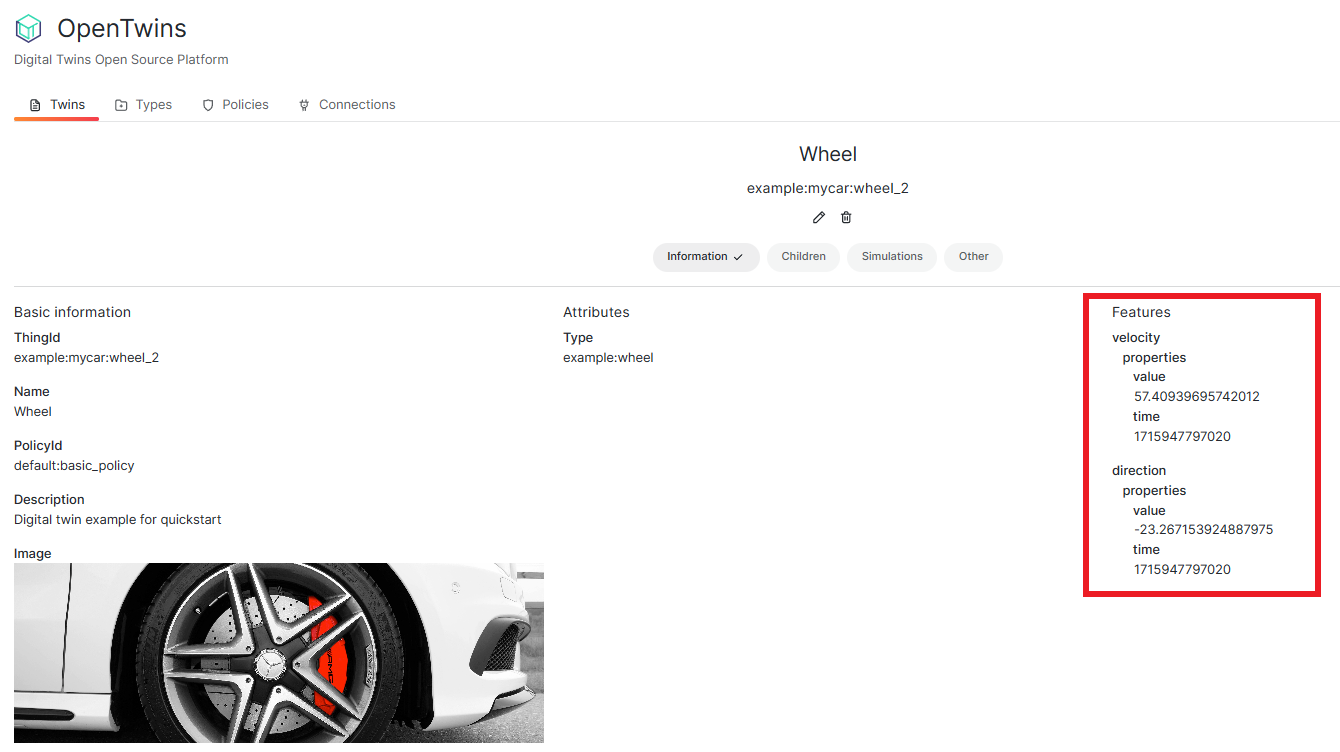 OpenTwins
Digital Twins Open Source Platform
Twins
Types
Policies
Connections
Wheel
example:mycar:wheel_2
Information
Children
Simulations
Other
Basic information
ThingId
example:mycar:wheel_2
Name
Wheel
PolicyId
default:basic_policy
Description
Digital twin example for quickstart
Image
Attributes
Type
example:wheel
Features
velocity
properties
value
57.40939695742012
time
1715947797020
direction
properties
value
-23.267153924887975
time
1715947797020
AMG